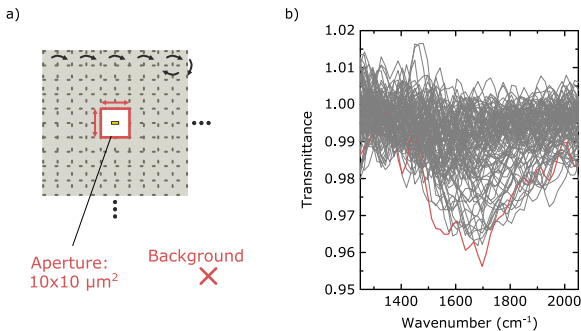 a)
Aperture:
10x10 µm²
Background
b)
Transmittance
1.02
1.01
1.00
0.99
0.98
0.97
0.96
0.95
1400 1600 1800 2000
Wavenumber (cm⁻¹)